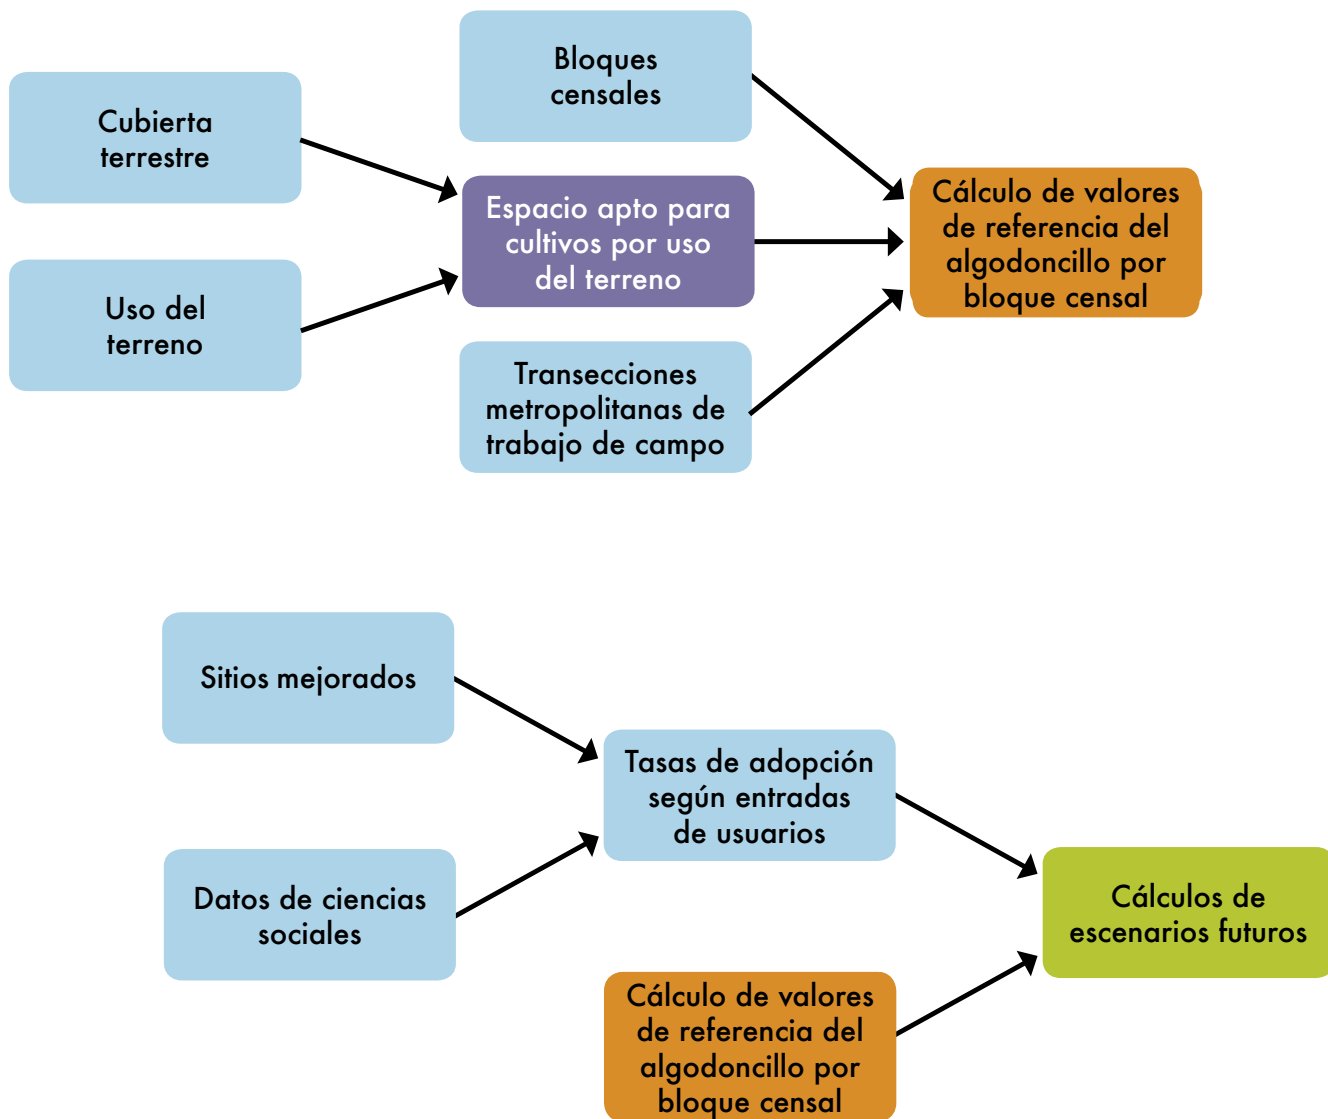 Bloques
censales
Cubierta
terrestre
Espacio apto para
cultivos por uso
del terreno
Cálculo de valores
de referencia del
algodoncillo por
bloque censal
Uso del
terreno
Transecciones
metropolitanas de
trabajo de campo
Sitios mejorados
Tasas de adopción
según entradas
de usuarios
Datos de ciencias
sociales
Cálculos de
escenarios futuros
Cálculo de valores
de referencia del
algodoncillo por
bloque censal